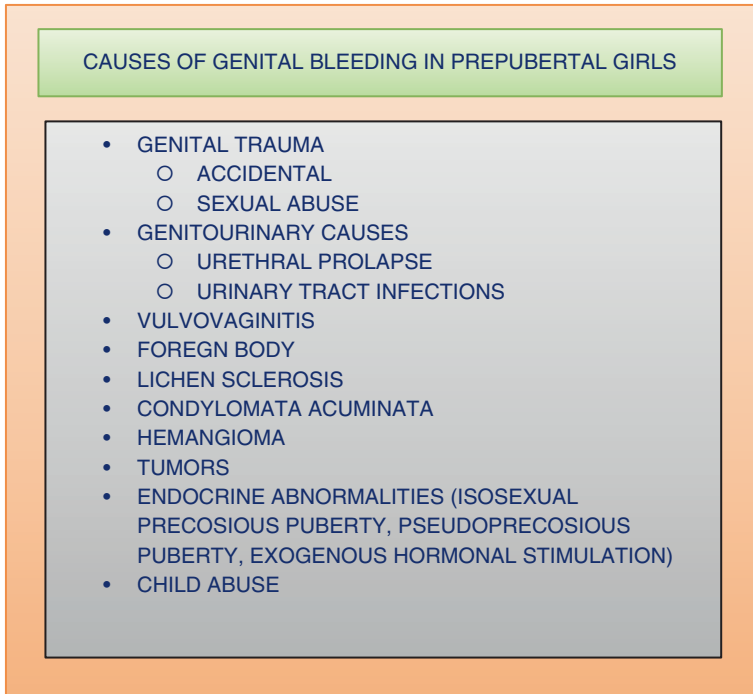 CAUSES OF GENITAL BLEEDING IN PREPUBERTAL GIRLS
• GENITAL TRAUMA
○ ACCIDENTAL
○ SEXUAL ABUSE
• GENITOURINARY CAUSES
○ URETHRAL PROLAPSE
○ URINARY TRACT INFECTIONS
• VULVOVAGINITIS
• FOREGN BODY
• LICHEN SCLEROSIS
• CONDYLOMATA ACUMINATA
• HEMANGIOMA
• TUMORS
• ENDOCRINE ABNORMALITIES (ISOSEXUAL
PRECOSIOUS PUBERTY, PSEUDOPRECOSIOUS
PUBERTY, EXOGENOUS HORMONAL STIMULATION)
• CHILD ABUSE